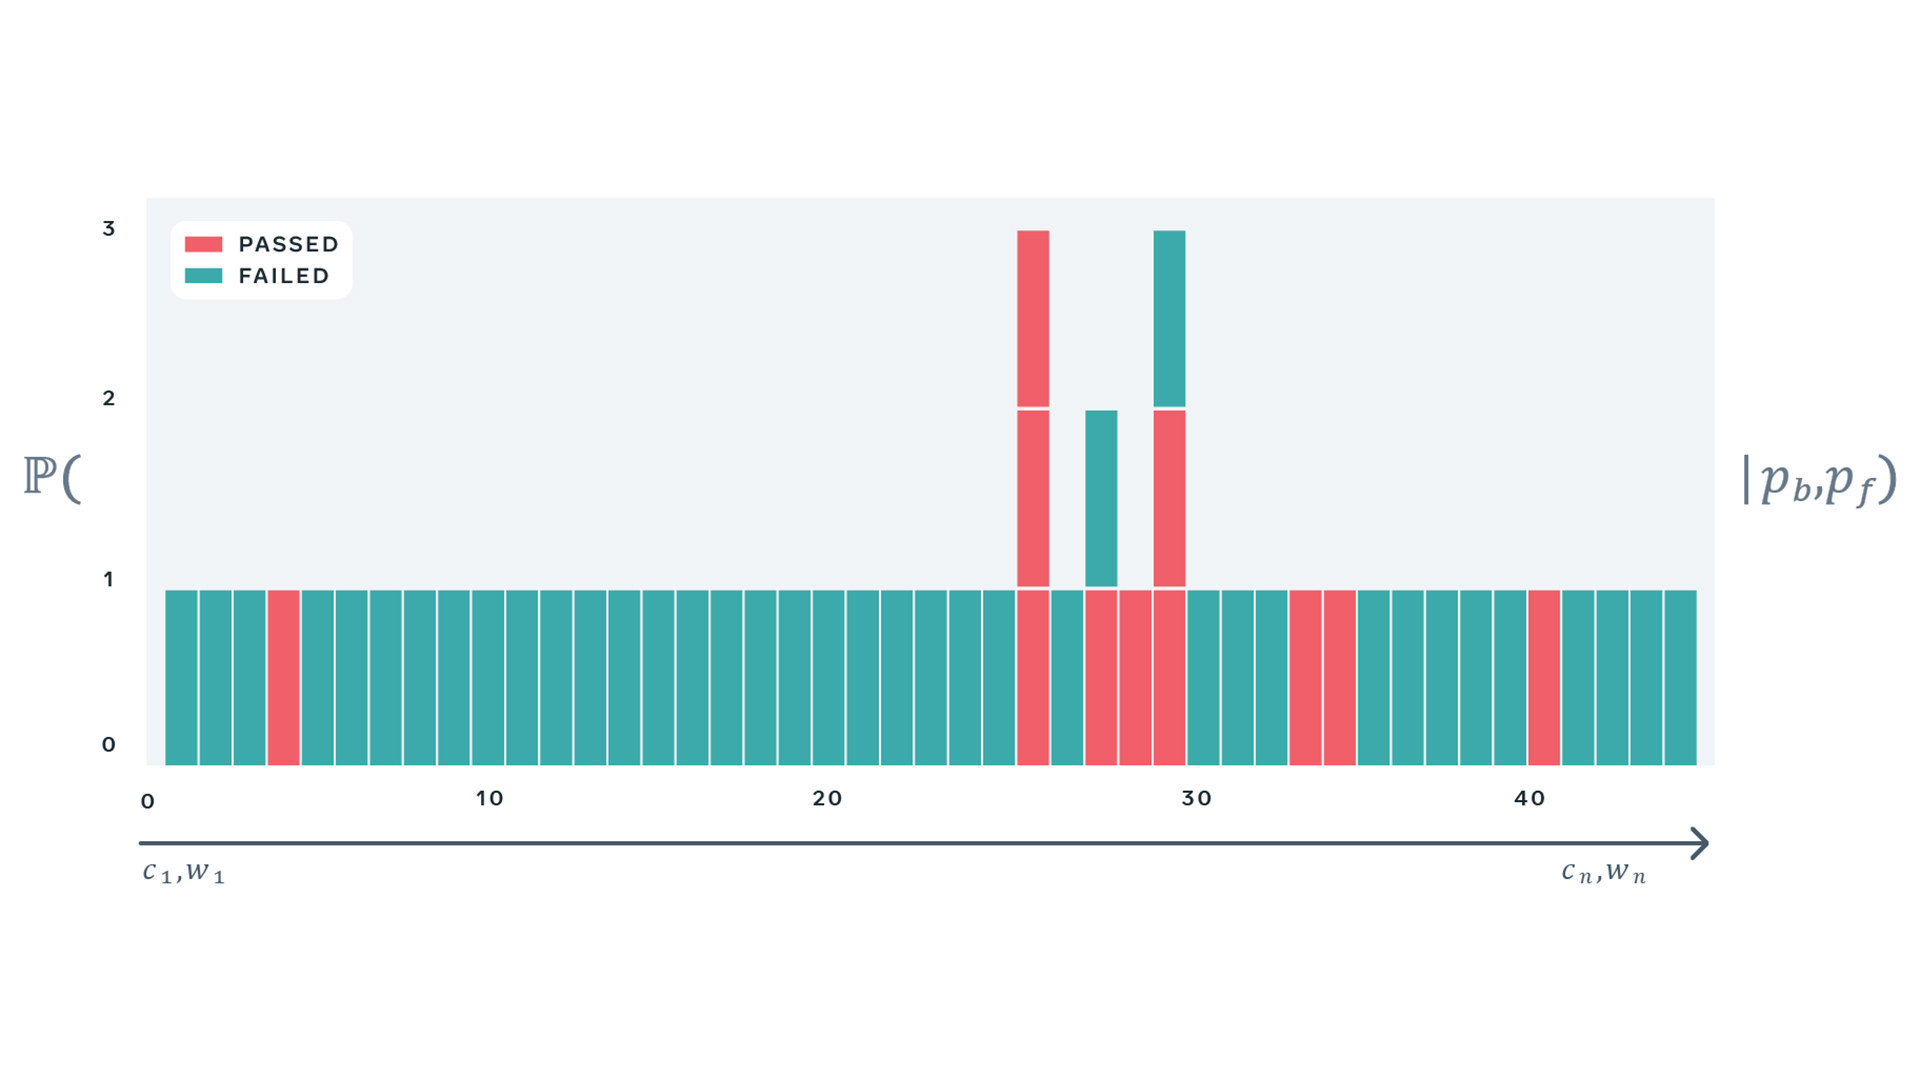 3
PASSED
FAILED
2
ℙ(
|p_b,p_f)
1
0
0 10 20 30 40
c_1,w_1
c_n,w_n